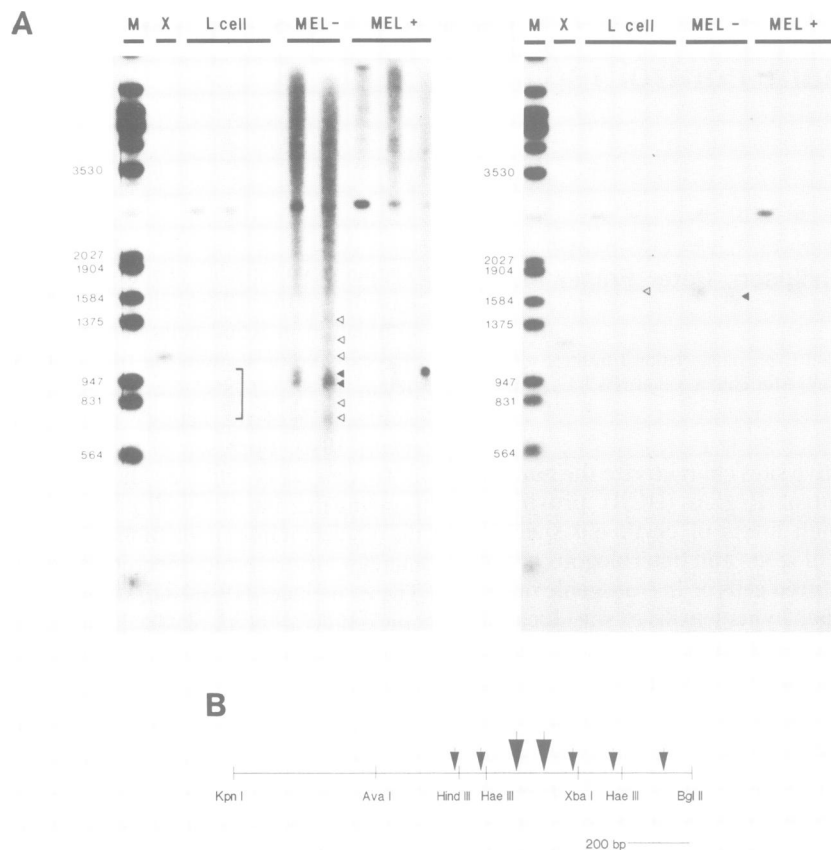 A
M X L cell MEL- MEL+
3530
2027
1904
1584
1375
947
831
564
M X L cell MEL- MEL+
3530
2027
1904
1584
1375
947
831
564
B
Kpn I Ava I Hind III Hae III Xba I Hae III Bgl II
200 bp